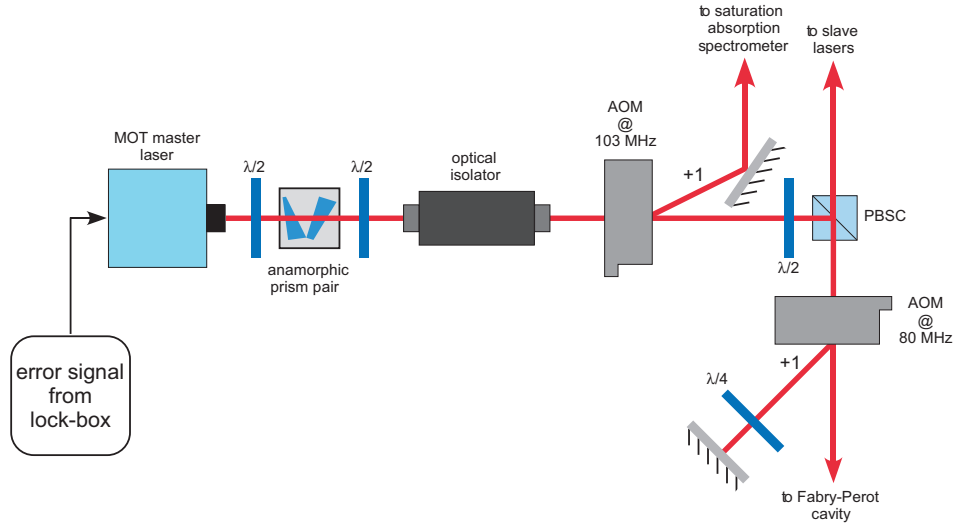 to saturation
absorption
spectrometer
to slave
lasers
AOM
@
103 MHz
MOT master
laser
λ/2
λ/2
optical
isolator
+1
PBSC
anamorphic
prism pair
λ/2
AOM
@
80 MHz
error signal
from
lock-box
+1
λ/4
to Fabry-Perot
cavity